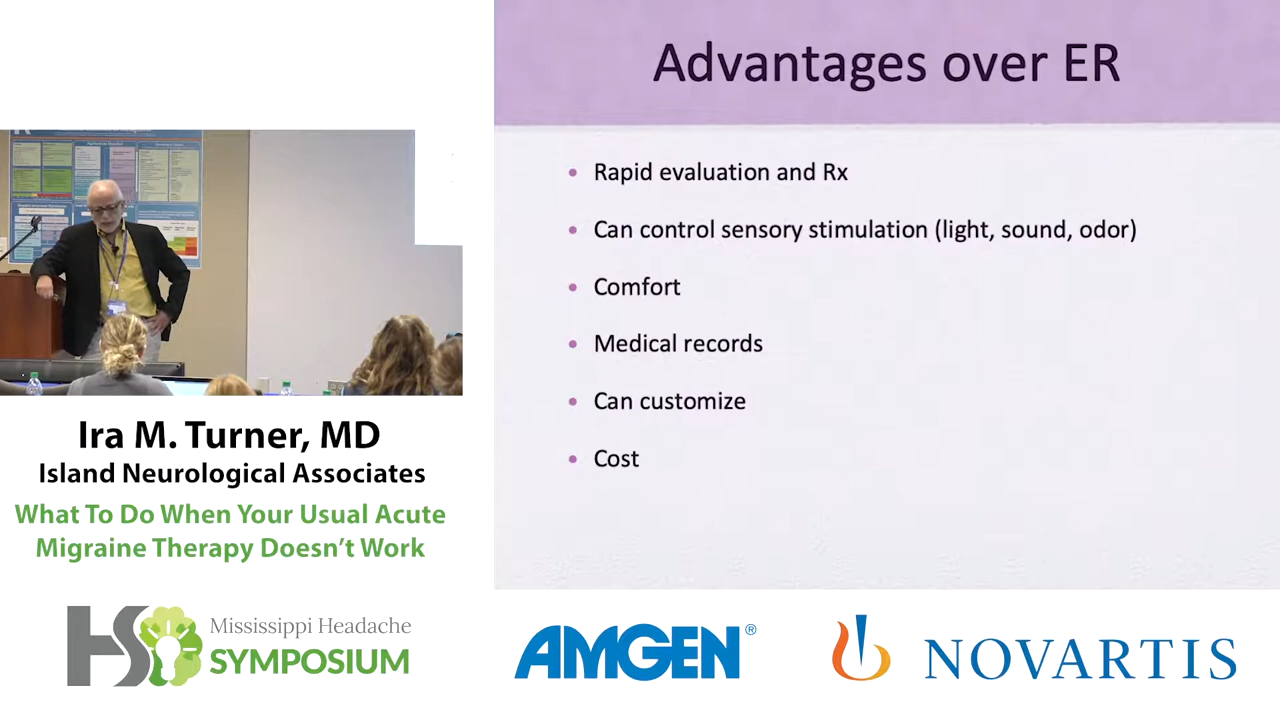 Advantages over ER
Rapid evaluation and Rx
Can control sensory stimulation (light, sound, odor)
Comfort
Medical records
Can customize
Cost
Ira M. Turner, MD
Island Neurological Associates
What To Do When Your Usual Acute
Migraine Therapy Doesn't Work
HS
Mississippi Headache
SYMPOSIUM
AMGEN®
NOVARTIS